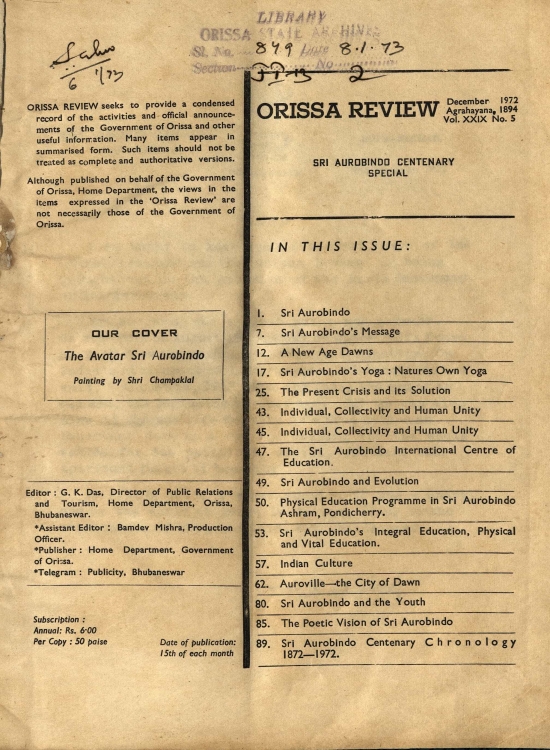 LIBRARY
ORISSA STATE ARCHIVES
Sl. No. 849 Date 8.1.73
Section No. 2
6 1/73
ORISSA REVIEW seeks to provide a condensed
record of the activities and official announce-
ments of the Government of Orissa and other
useful information. Many items appear in
summarised form. Such items should not be
treated as complete and authoritative versions.
Although published on behalf of the Government
of Orissa, Home Department, the views in the
items expressed in the 'Orissa Review' are
not necessarily those of the Government of
Orissa.
OUR COVER
The Avatar Sri Aurobindo
Painting by Shri Champaklal
Editor : G. K. Das, Director of Public Relations
and Tourism, Home Department, Orissa,
Bhubaneswar.
*Assistant Editor : Bamdev Mishra, Production
Officer.
*Publisher : Home Department, Government
of Orissa.
*Telegram : Publicity, Bhubaneswar
Subscription :
Annual: Rs. 6·00
Per Copy : 50 paise
Date of publication:
15th of each month
ORISSA REVIEW
December 1972
Agrahayana, 1894
Vol. XXIX No. 5
SRI AUROBINDO CENTENARY
SPECIAL
IN THIS ISSUE:
1. Sri Aurobindo
7. Sri Aurobindo's Message
12. A New Age Dawns
17. Sri Aurobindo's Yoga : Natures Own Yoga
25. The Present Crisis and its Solution
43. Individual, Collectivity and Human Unity
45. Individual, Collectivity and Human Unity
47. The Sri Aurobindo International Centre of
Education.
49. Sri Aurobindo and Evolution
50. Physical Education Programme in Sri Aurobindo
Ashram, Pondicherry.
53. Sri Aurobindo's Integral Education, Physical
and Vital Education.
57. Indian Culture
62. Auroville—the City of Dawn
80. Sri Aurobindo and the Youth
85. The Poetic Vision of Sri Aurobindo
89. Sri Aurobindo Centenary Chronology
1872—1972.